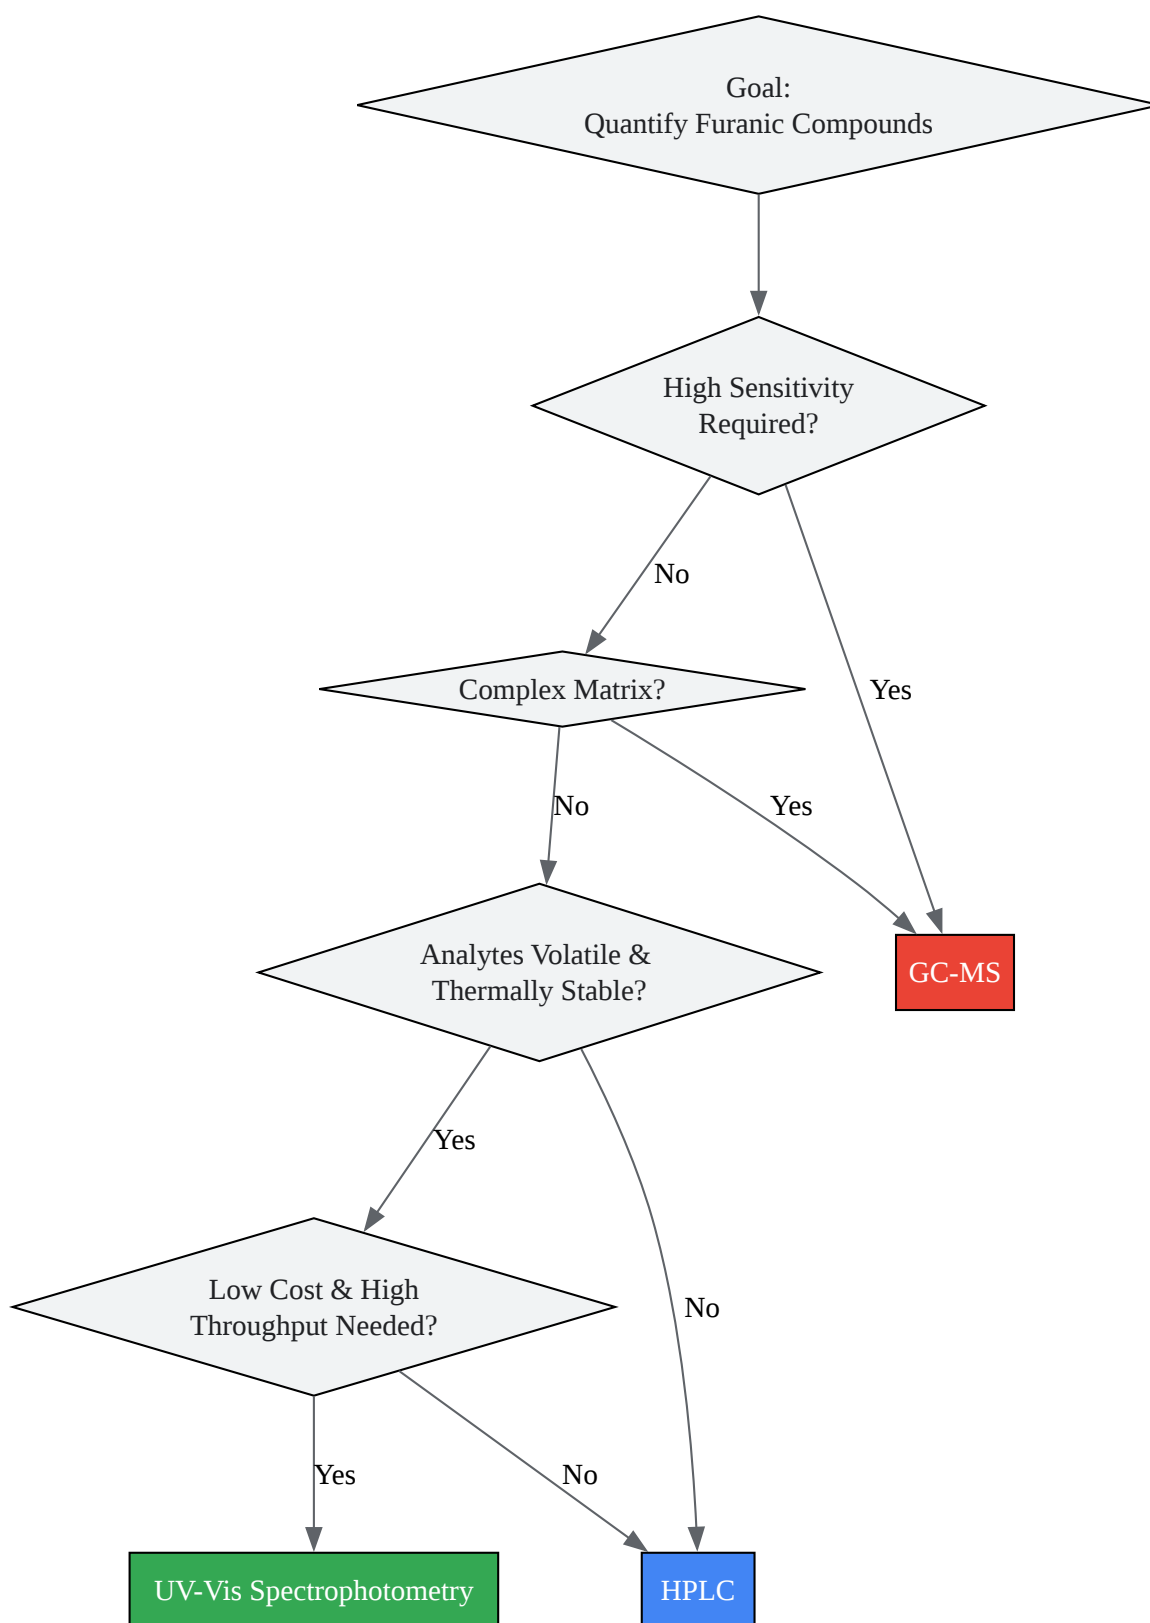 Goal:
Quantify Furanic Compounds
High Sensitivity
Required?
No
Complex Matrix?
Yes
No
Yes
Analytes Volatile &
Thermally Stable?
GC-MS
Yes
Low Cost & High
Throughput Needed?
No
Yes
No
UV-Vis Spectrophotometry
HPLC